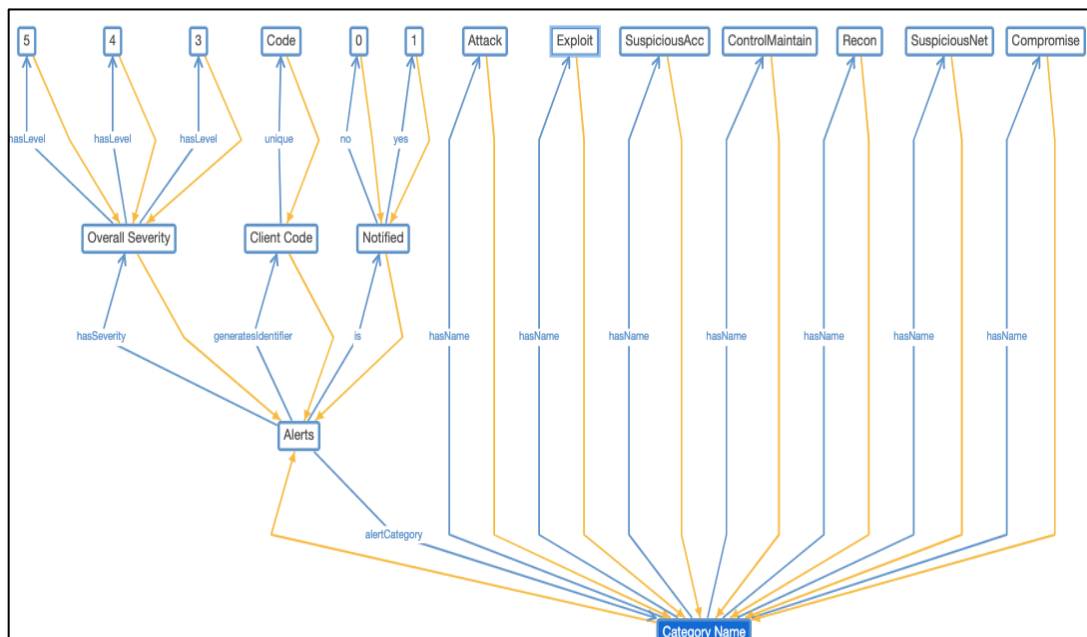 5
4
3
Code
0
1
Attack
Exploit
SuspiciousAcc
ControlMaintain
Recon
SuspiciousNet
Compromise
hasLevel
hasLevel
hasLevel
unique
no
yes
Overall Severity
Client Code
Notified
hasSeverity
generatesIdentifier
is
hasName
hasName
hasName
hasName
hasName
hasName
hasName
Alerts
alertCategory
Category Name